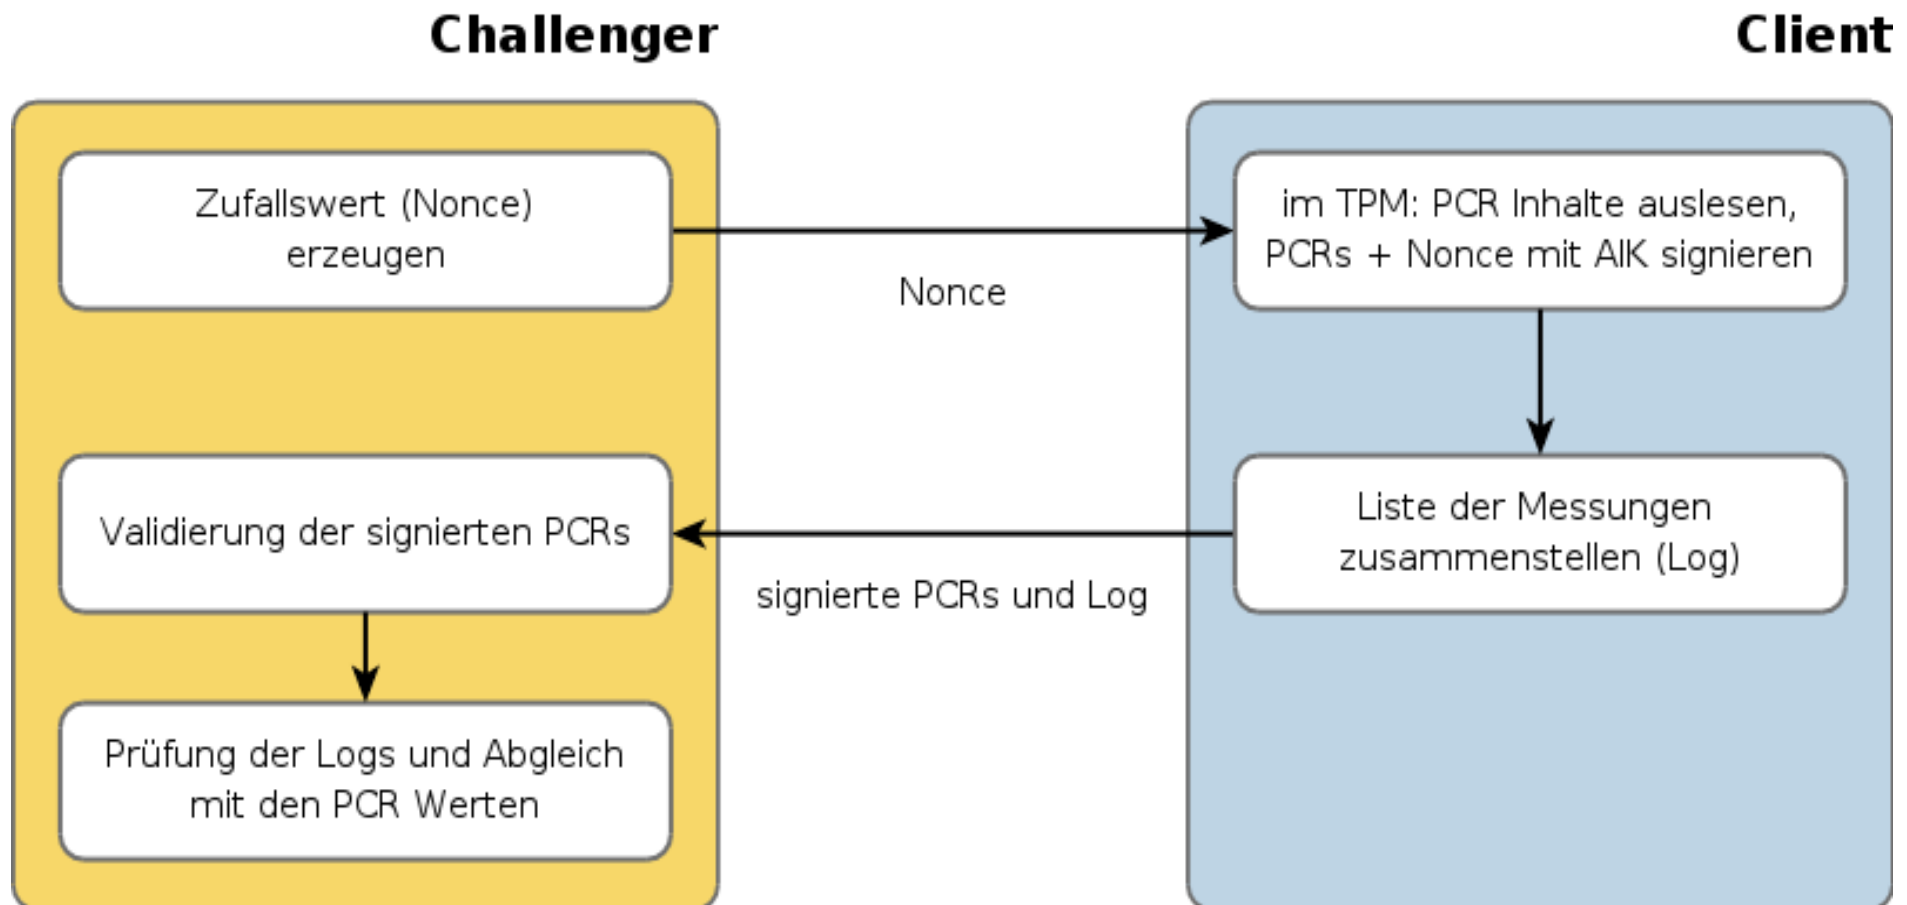 Challenger
Client
Zufallswert (Nonce)
erzeugen
Nonce
im TPM: PCR Inhalte auslesen,
PCRs + Nonce mit AIK signieren
Liste der Messungen
zusammenstellen (Log)
signierte PCRs und Log
Validierung der signierten PCRs
Prüfung der Logs und Abgleich
mit den PCR Werten